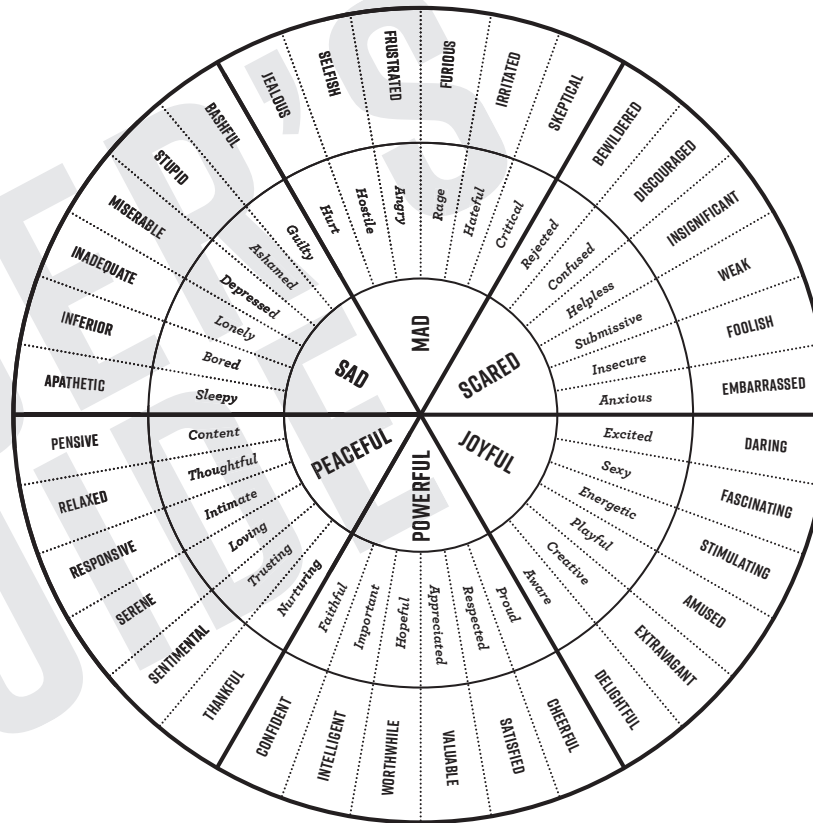 LEADER'S
GUIDE
MAD
SCARED
JOYFUL
POWERFUL
PEACEFUL
SAD
Hurt
Hostile
Angry
Rage
Hateful
Critical
Rejected
Confused
Helpless
Submissive
Insecure
Anxious
Excited
Sexy
Energetic
Playful
Creative
Aware
Proud
Respected
Appreciated
Hopeful
Important
Faithful
Nurturing
Trusting
Loving
Intimate
Thoughtful
Content
Sleepy
Bored
Lonely
Depressed
Ashamed
Guilty
JEALOUS
SELFISH
FRUSTRATED
FURIOUS
IRRITATED
SKEPTICAL
BEWILDERED
DISCOURAGED
INSIGNIFICANT
WEAK
FOOLISH
EMBARRASSED
DARING
FASCINATING
STIMULATING
AMUSED
EXTRAVAGANT
DELIGHTFUL
CHEERFUL
SATISFIED
VALUABLE
WORTHWHILE
INTELLIGENT
CONFIDENT
THANKFUL
SENTIMENTAL
SERENE
RESPONSIVE
RELAXED
PENSIVE
APATHETIC
INFERIOR
INADEQUATE
MISERABLE
STUPID
BASHFUL